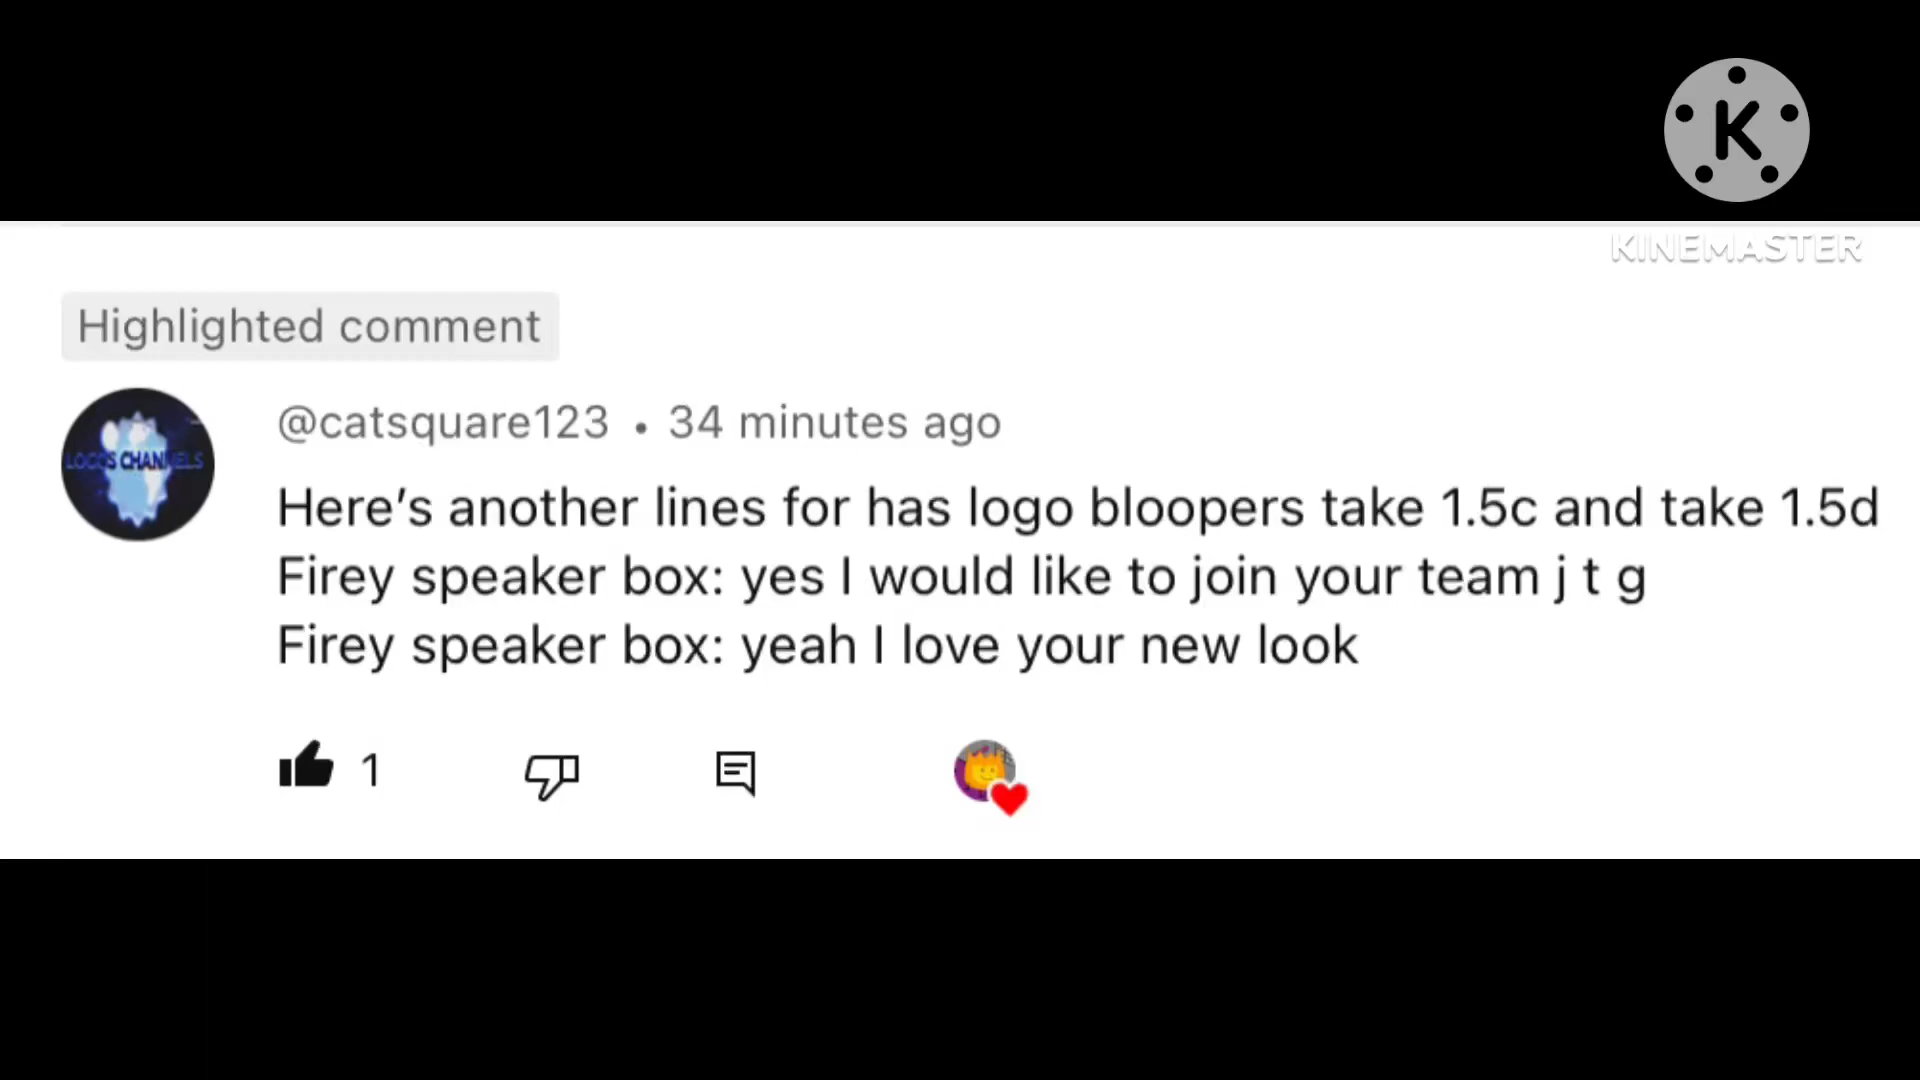 K
KINEMASTER
Highlighted comment
LOGOS CHANNELS
@catsquare123 • 34 minutes ago
Here’s another lines for has logo bloopers take 1.5c and take 1.5d
Firey speaker box: yes I would like to join your team j t g
Firey speaker box: yeah I love your new look
1